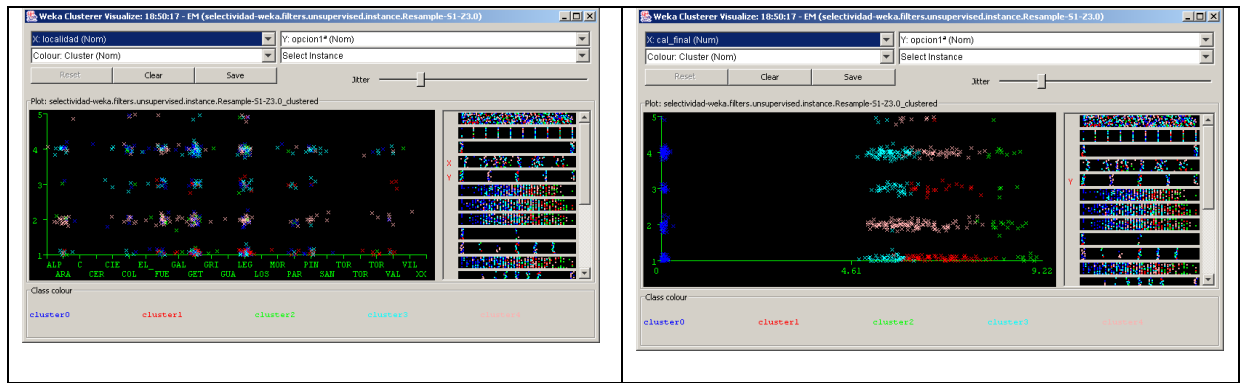 Weka Clusterer Visualize: 18:50:17 - EM (selectividad-weka.filters.unsupervised.instance.Resample-S1-Z3.0)
X: localidad (Nom)
Y: opcion1ª (Nom)
Colour: Cluster (Nom)
Select Instance
Reset
Clear
Save
Jitter
Plot: selectividad-weka.filters.unsupervised.instance.Resample-S1-Z3.0_clustered
5
4
3
2
1
X
Y
ALP C CIE EL_ GAL GRI LEG MOR PIN TOR TOR VIL
APA CER COL FUE GET GUA LOS PAR SAN TOR VAL XX
Class colour
cluster0 cluster1 cluster2 cluster3 cluster4
Weka Clusterer Visualize: 18:50:17 - EM (selectividad-weka.filters.unsupervised.instance.Resample-S1-Z3.0)
X: cal_final (Num)
Y: opcion1ª (Nom)
Colour: Cluster (Nom)
Select Instance
Reset
Clear
Save
Jitter
Plot: selectividad-weka.filters.unsupervised.instance.Resample-S1-Z3.0_clustered
5
4
3
2
1
Y
0 4.61 9.22
Class colour
cluster0 cluster1 cluster2 cluster3 cluster4